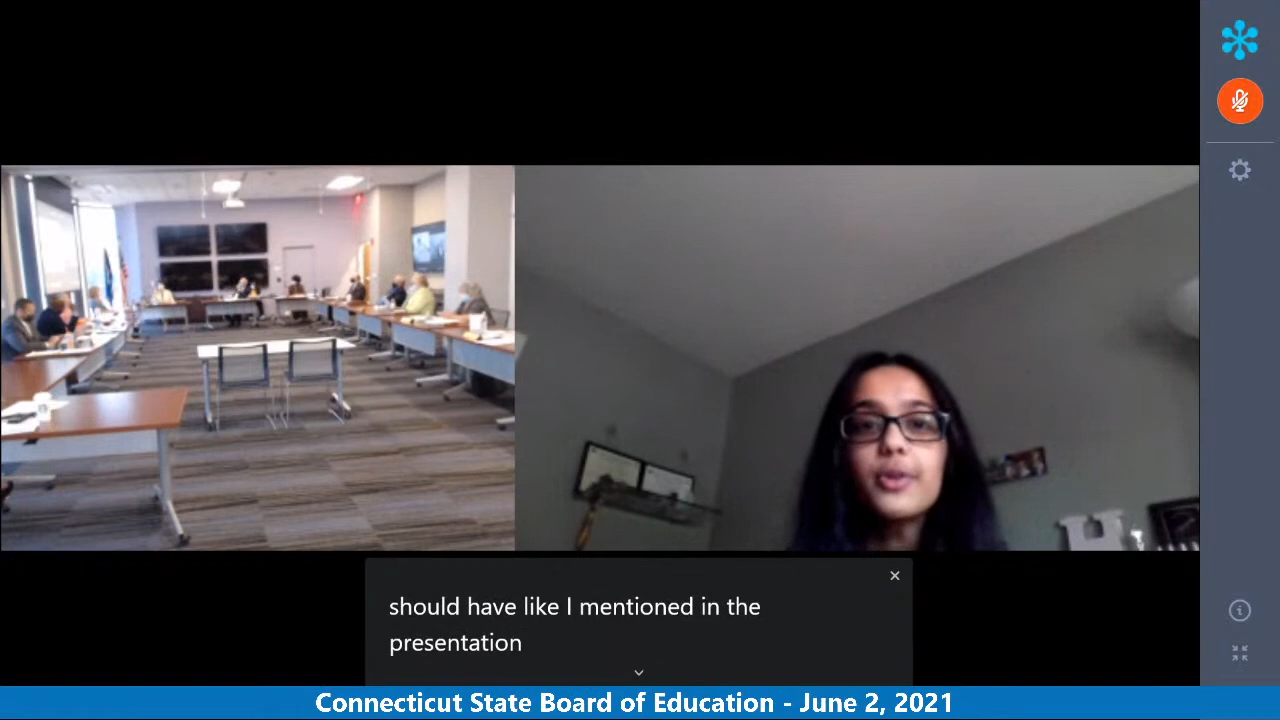 should have like I mentioned in the
presentation
Connecticut State Board of Education - June 2, 2021